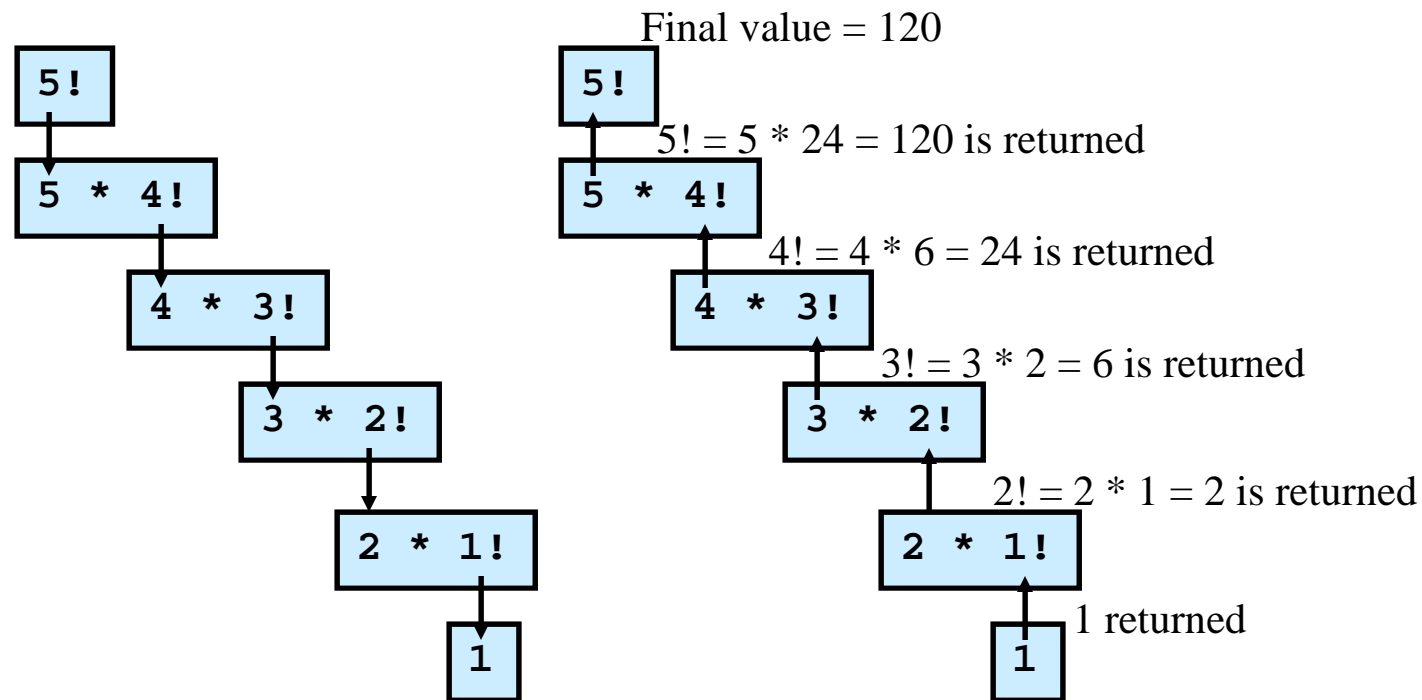 Final value = 120
5!
5!
5! = 5 * 24 = 120 is returned
5 * 4!
5 * 4!
4! = 4 * 6 = 24 is returned
4 * 3!
4 * 3!
3! = 3 * 2 = 6 is returned
3 * 2!
3 * 2!
2! = 2 * 1 = 2 is returned
2 * 1!
2 * 1!
1 returned
1
1